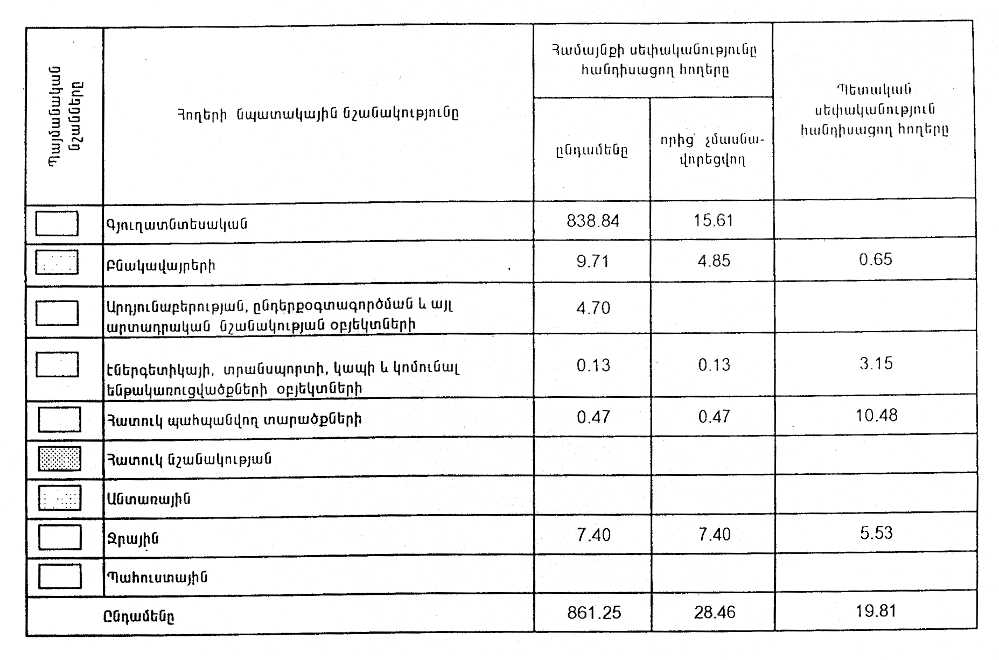 Պայմանական
նշանները
Հողերի նպատակային նշանակությունը
Համայնքի սեփականությունը
հանդիսացող հողերը
ընդամենը
որից չմասնա-
վորեցվող
Պետական
սեփականություն
հանդիսացող հողերը
Գյուղատնտեսական 838.84 15.61
Բնակավայրերի 9.71 4.85 0.65
Արդյունաբերության, ընդերքօգտագործման և այլ
արտադրական նշանակության օբյեկտների 4.70
էներգետիկայի, տրանսպորտի, կապի և կոմունալ
ենթակառուցվածքների օբյեկտների 0.13 0.13 3.15
Հատուկ պահպանվող տարածքների 0.47 0.47 10.48
Հատուկ նշանակության
Անտառային
Ջրային 7.40 7.40 5.53
Պահուստային
Ընդամենը 861.25 28.46 19.81